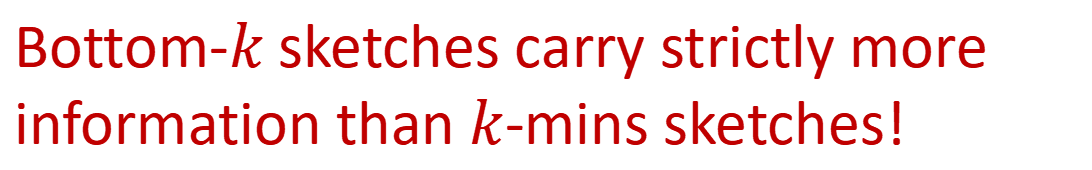 Bottom-𝑘 sketches carry strictly more
information than 𝑘-mins sketches!